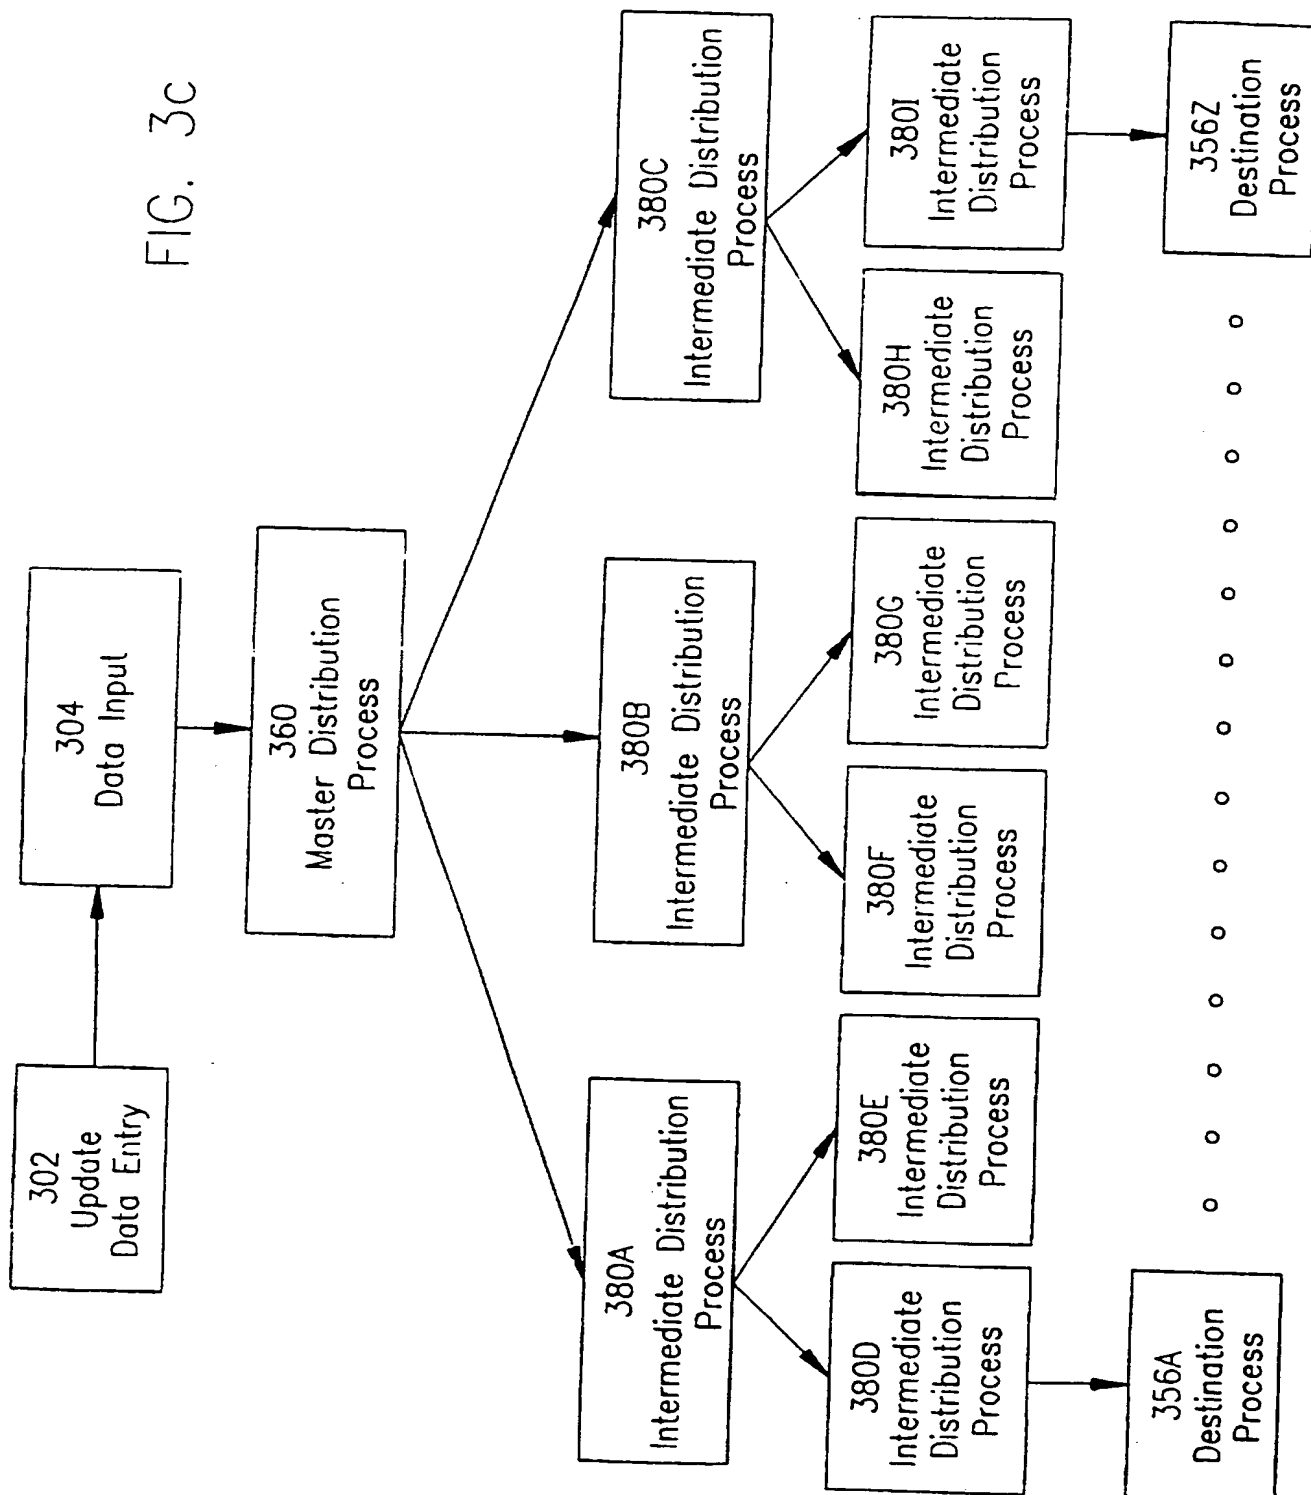 FIG. 3c
302
Update
Data Entry
304
Data Input
360
Master Distribution
Process
380A
Intermediate Distribution
Process
380B
Intermediate Distribution
Process
380C
Intermediate Distribution
Process
380D
Intermediate
Distribution
Process
380E
Intermediate
Distribution
Process
380F
Intermediate
Distribution
Process
380G
Intermediate
Distribution
Process
380H
Intermediate
Distribution
Process
380I
Intermediate
Distribution
Process
356A
Destination
Process
356Z
Destination
Process